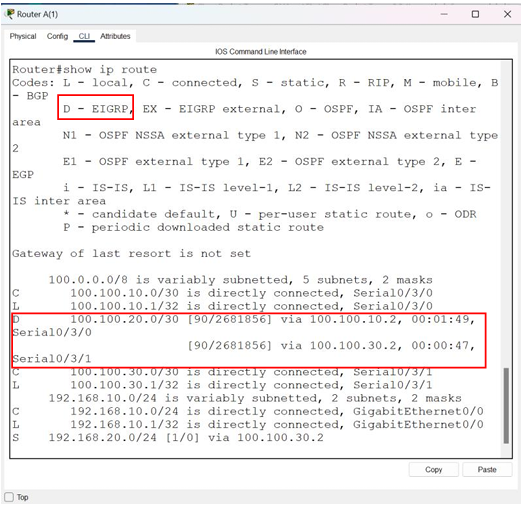 Router A(1)
Physical Config CLI Attributes
IOS Command Line Interface
Router#show ip route
Codes: L - local, C - connected, S - static, R - RIP, M - mobile, B
- BGP
D - EIGRP, EX - EIGRP external, O - OSPF, IA - OSPF inter
area
N1 - OSPF NSSA external type 1, N2 - OSPF NSSA external type
2
E1 - OSPF external type 1, E2 - OSPF external type 2, E -
EGP
i - IS-IS, L1 - IS-IS level-1, L2 - IS-IS level-2, ia - IS-
IS inter area
* - candidate default, U - per-user static route, o - ODR
P - periodic downloaded static route
Gateway of last resort is not set
100.0.0.0/8 is variably subnetted, 5 subnets, 2 masks
C 100.100.10.0/30 is directly connected, Serial0/3/0
L 100.100.10.1/32 is directly connected, Serial0/3/0
D 100.100.20.0/30 [90/2681856] via 100.100.10.2, 00:01:49,
Serial0/3/0
[90/2681856] via 100.100.30.2, 00:00:47,
Serial0/3/1
C 100.100.30.0/30 is directly connected, Serial0/3/1
L 100.100.30.1/32 is directly connected, Serial0/3/1
192.168.10.0/24 is variably subnetted, 2 subnets, 2 masks
C 192.168.10.0/24 is directly connected, GigabitEthernet0/0
L 192.168.10.1/32 is directly connected, GigabitEthernet0/0
S 192.168.20.0/24 [1/0] via 100.100.30.2
Copy Paste
Top